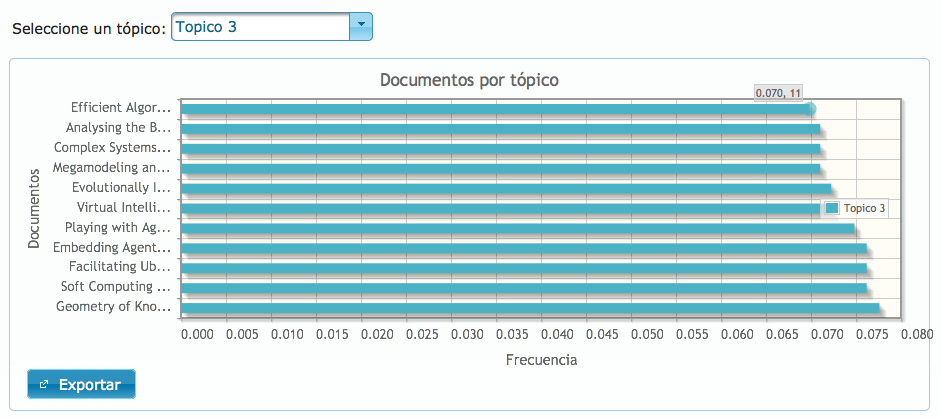 Seleccione un tópico: Topico 3
Documentos por tópico
0.070, 11
Documentos
Efficient Algor...
Analysing the B...
Complex Systems...
Megamodeling an...
Evolutionally I...
Virtual Intelli...
Topico 3
Playing with Ag...
Embedding Agent...
Facilitating Ub...
Soft Computing ...
Geometry of Kno...
0.000 0.005 0.010 0.015 0.020 0.025 0.030 0.035 0.040 0.045 0.050 0.055 0.060 0.065 0.070 0.075 0.080
Frecuencia
Exportar